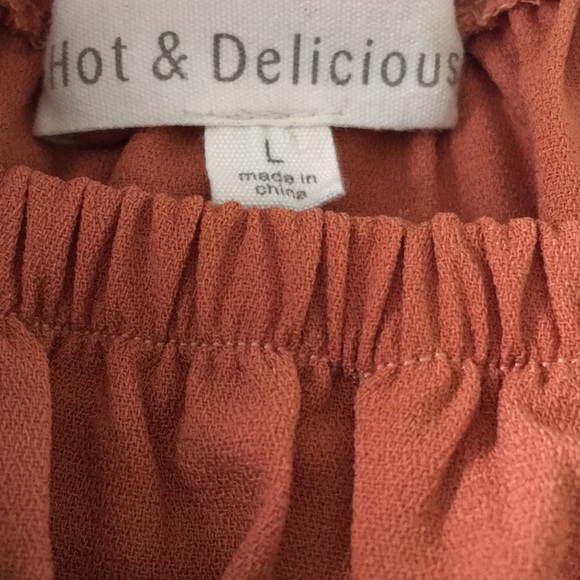 Hot & Delicious
L
made in
china